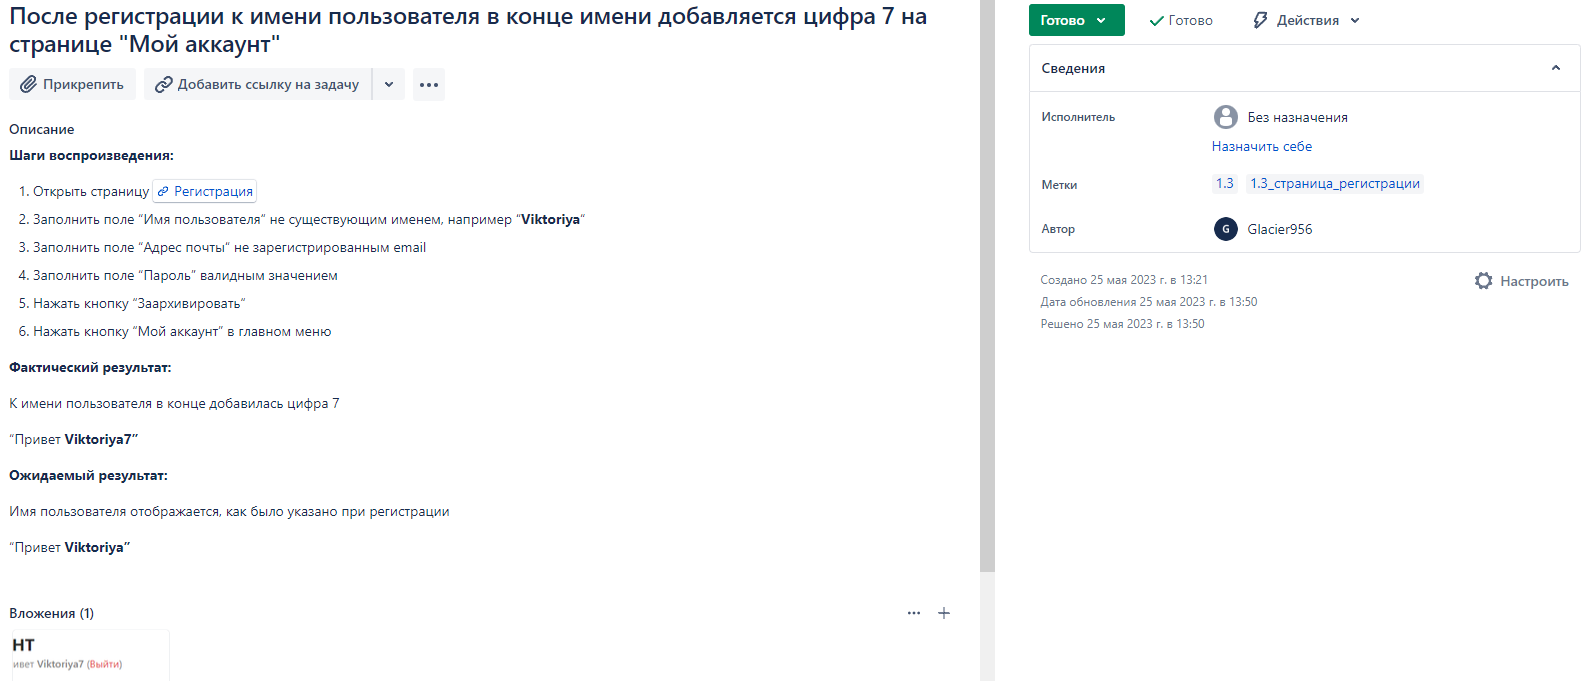 После регистрации к имени пользователя в конце имени добавляется цифра 7 на
странице "Мой аккаунт"
Прикрепить
Добавить ссылку на задачу
Описание
Шаги воспроизведения:
1. Открыть страницу Регистрация
2. Заполнить поле “Имя пользователя” не существующим именем, например “Viktoriya“
3. Заполнить поле “Адрес почты” не зарегистрированным email
4. Заполнить поле “Пароль” валидным значением
5. Нажать кнопку “Заархивировать“
6. Нажать кнопку “Мой аккаунт” в главном меню
Фактический результат:
К имени пользователя в конце добавилась цифра 7
“Привет Viktoriya7”
Ожидаемый результат:
Имя пользователя отображается, как было указано при регистрации
“Привет Viktoriya”
Вложения (1)
НТ
ивет Viktoriya7 (Выйти)
Готово
Готово
Действия
Сведения
Исполнитель
Без назначения
Назначить себе
Метки
1.3
1.3_страница_регистрации
Автор
G
Glacier956
Создано 25 мая 2023 г. в 13:21
Настроить
Дата обновления 25 мая 2023 г. в 13:50
Решено 25 мая 2023 г. в 13:50